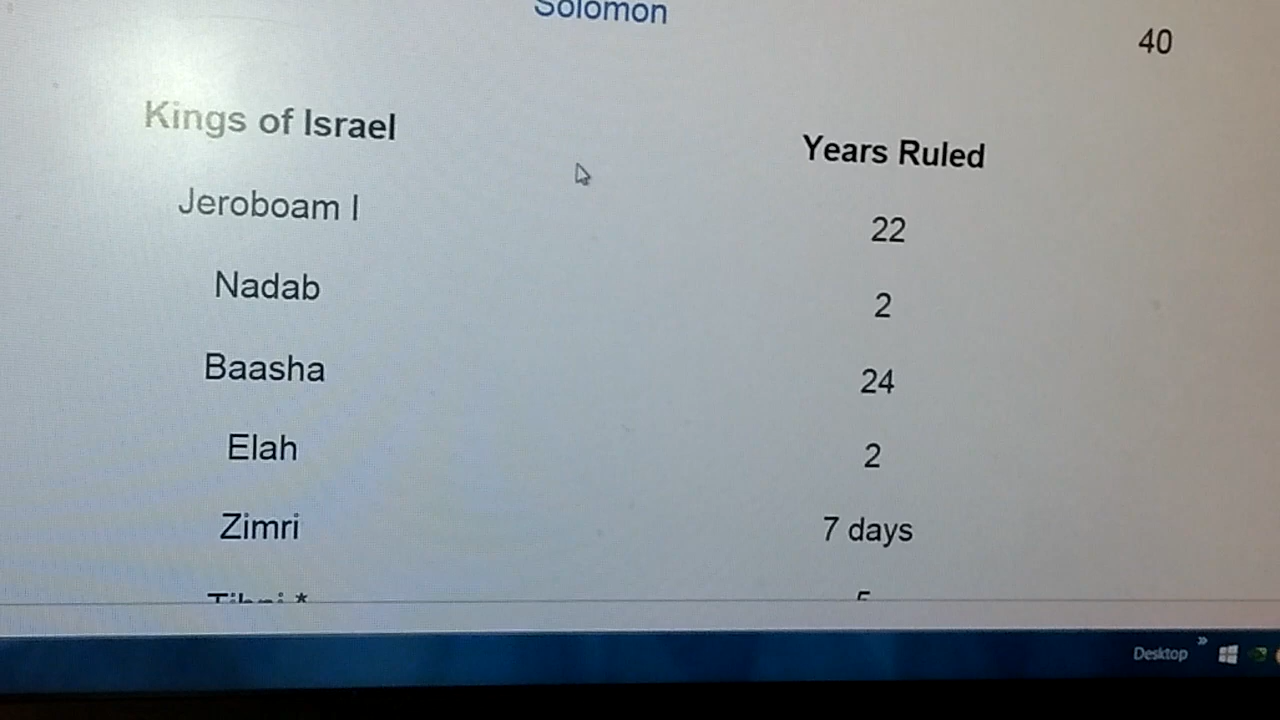 Solomon 40
Kings of Israel Years Ruled
Jeroboam I 22
Nadab 2
Baasha 24
Elah 2
Zimri 7 days
Desktop »